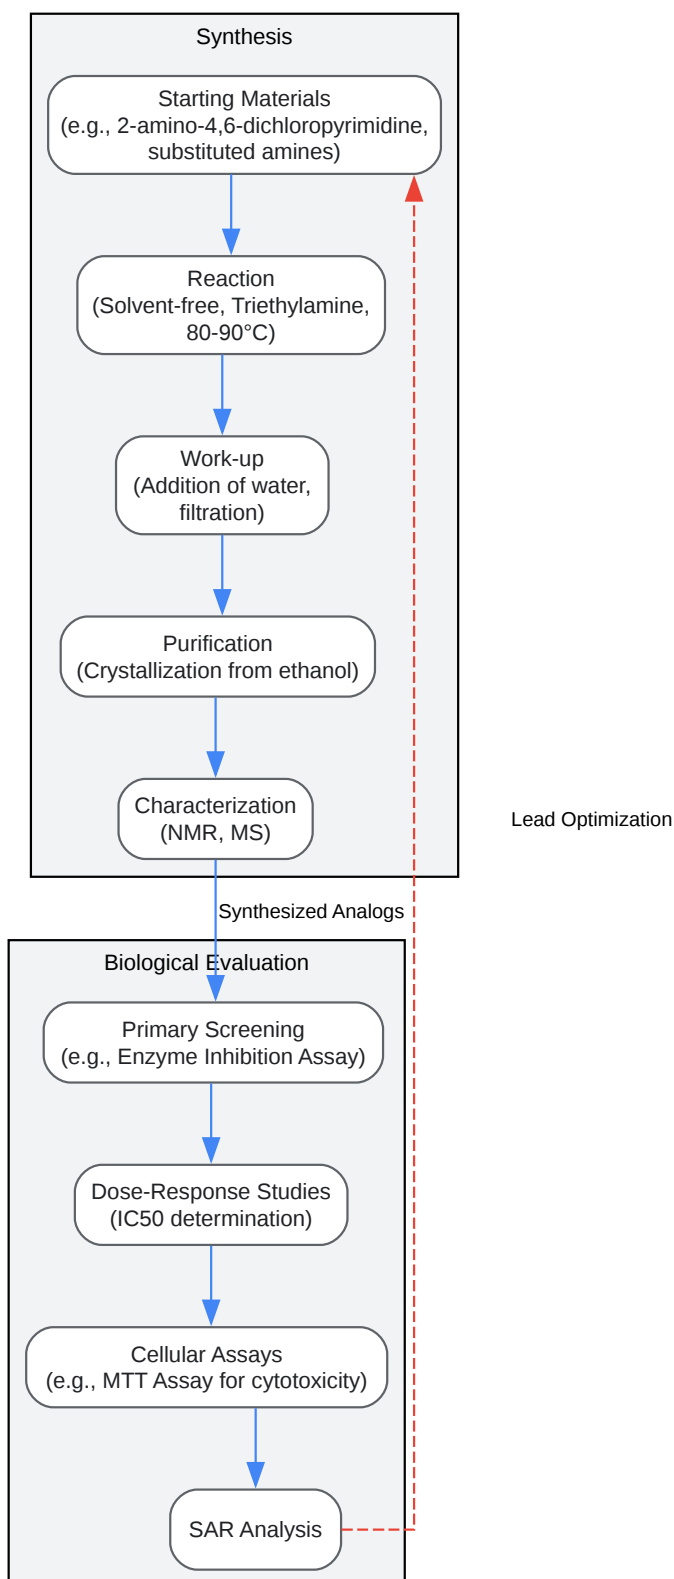 Synthesis
Starting Materials
(e.g., 2-amino-4,6-dichloropyrimidine,
substituted amines)
Reaction
(Solvent-free, Triethylamine,
80-90°C)
Work-up
(Addition of water,
filtration)
Purification
(Crystallization from ethanol)
Characterization
(NMR, MS)
Lead Optimization
Synthesized Analogs
Biological Evaluation
Primary Screening
(e.g., Enzyme Inhibition Assay)
Dose-Response Studies
(IC50 determination)
Cellular Assays
(e.g., MTT Assay for cytotoxicity)
SAR Analysis